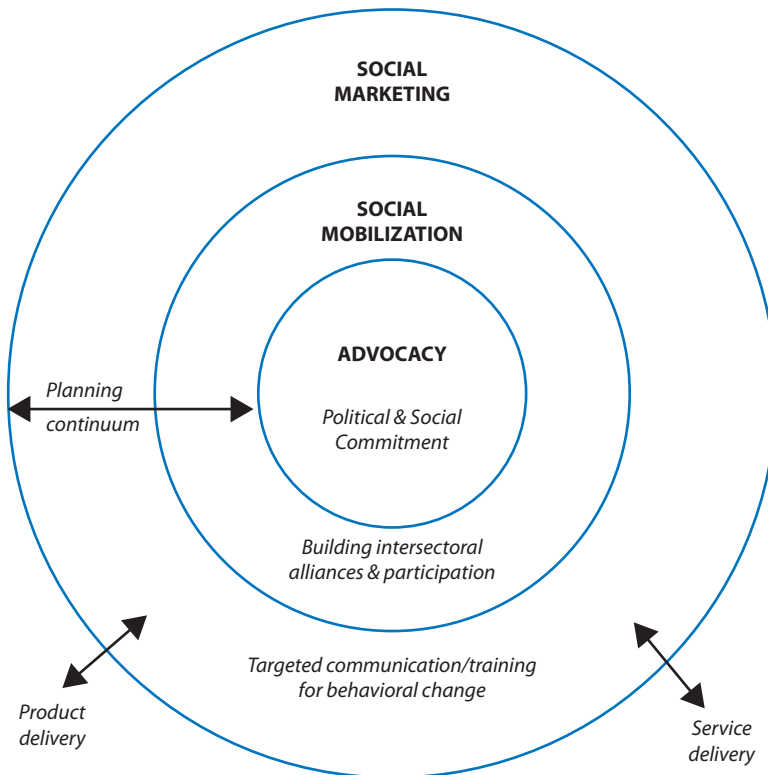 SOCIAL
MARKETING
SOCIAL
MOBILIZATION
ADVOCACY
Planning
continuum
Political & Social
Commitment
Building intersectoral
alliances & participation
Targeted communication/training
for behavioral change
Product
delivery
Service
delivery